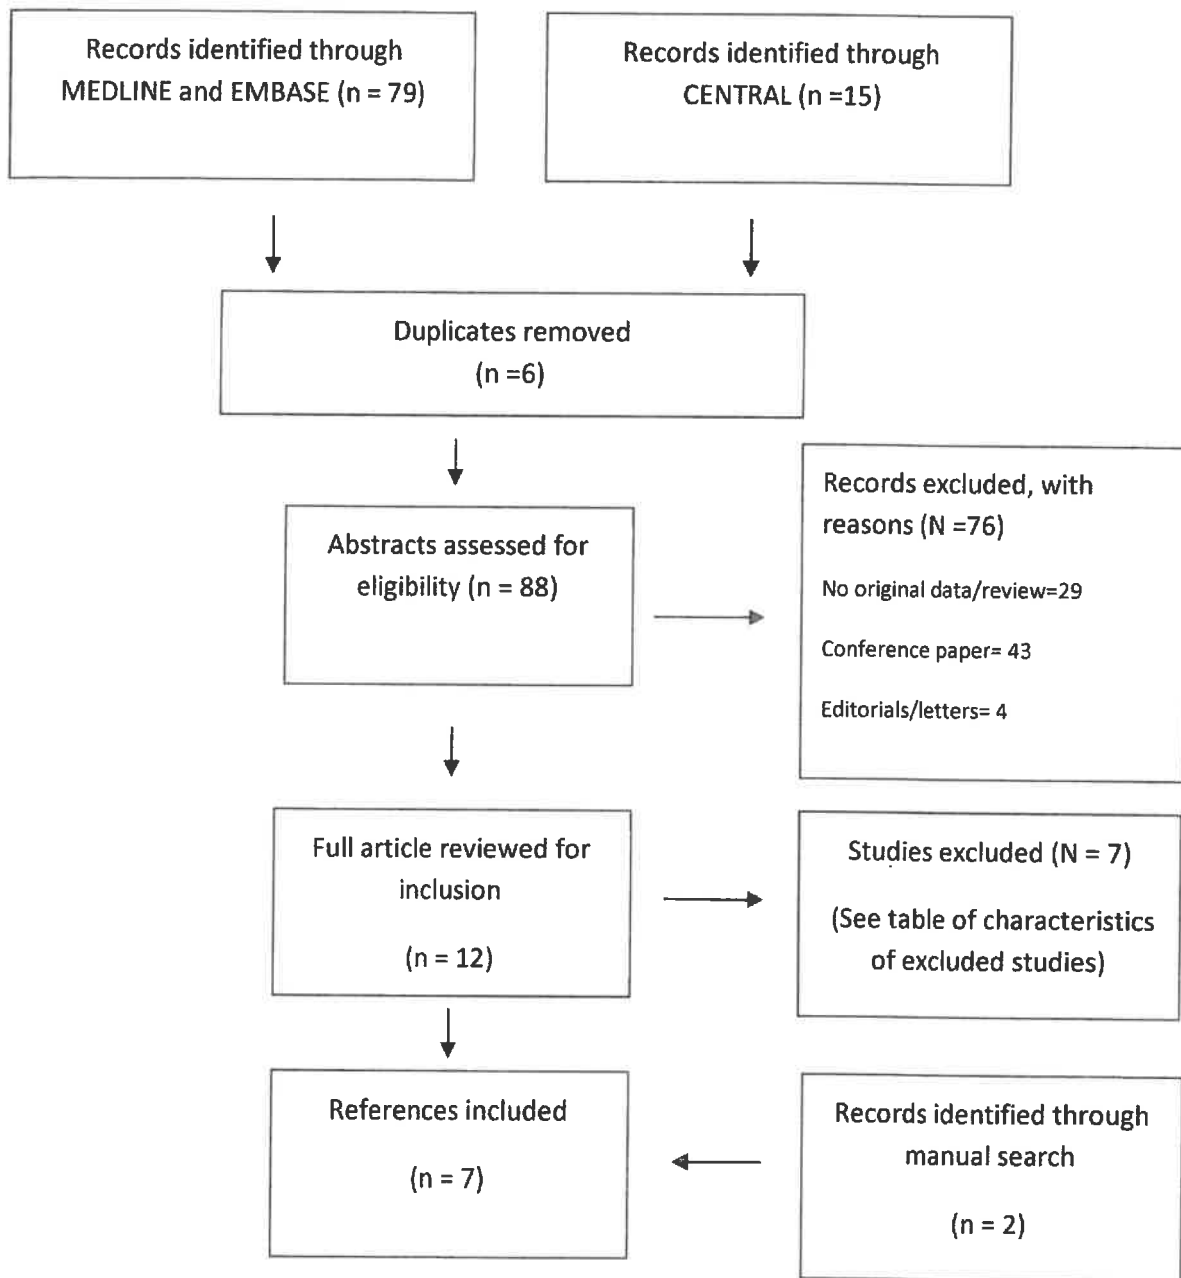 Records identified through
MEDLINE and EMBASE (n = 79)
Records identified through
CENTRAL (n =15)
Duplicates removed
(n =6)
Abstracts assessed for
eligibility (n = 88)
Records excluded, with
reasons (N =76)
No original data/review=29
Conference paper= 43
Editorials/letters= 4
Full article reviewed for
inclusion
(n = 12)
Studies excluded (N = 7)
(See table of characteristics
of excluded studies)
References included
(n = 7)
Records identified through
manual search
(n = 2)